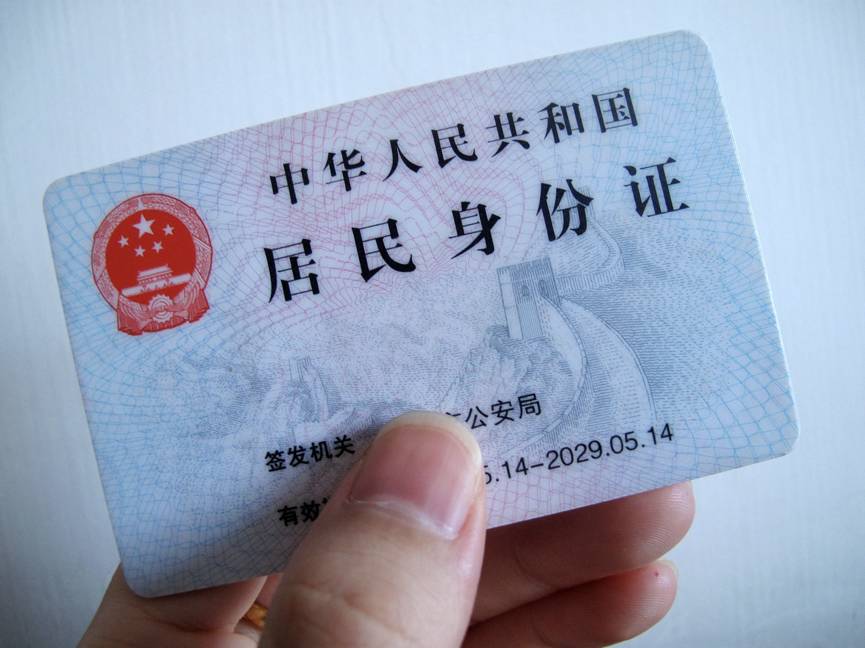 中华人民共和国
居民身份证
签发机关 公安局
有效 5.14-2029.05.14